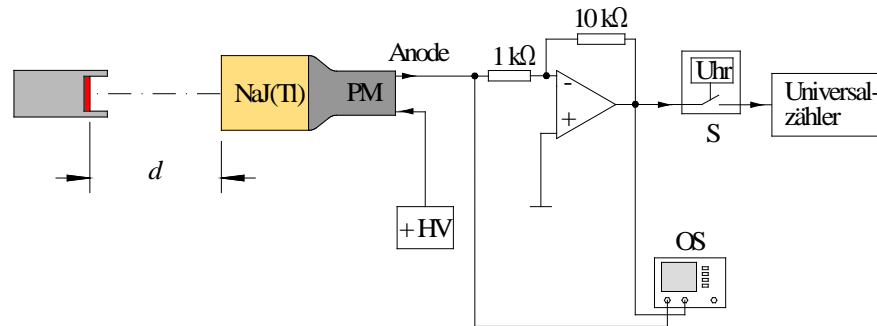 10 kΩ
Anode
1 kΩ
Uhr
NaJ(Tl)
PM
-
+
Universal-
zähler
S
d
+ HV
OS